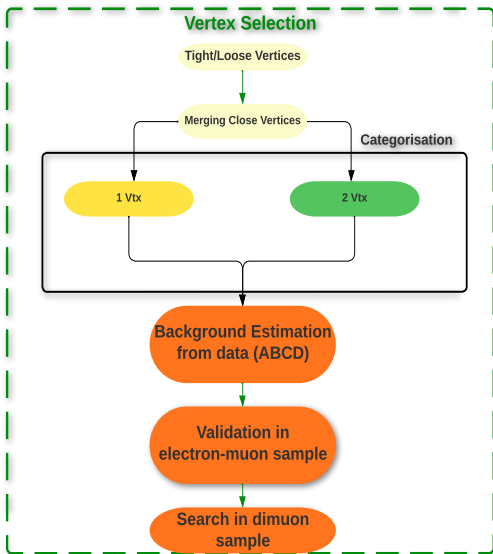 Vertex Selection
Tight/Loose Vertices
Merging Close Vertices
Categorisation
1 Vtx
2 Vtx
Background Estimation
from data (ABCD)
Validation in
electron-muon sample
Search in dimuon
sample